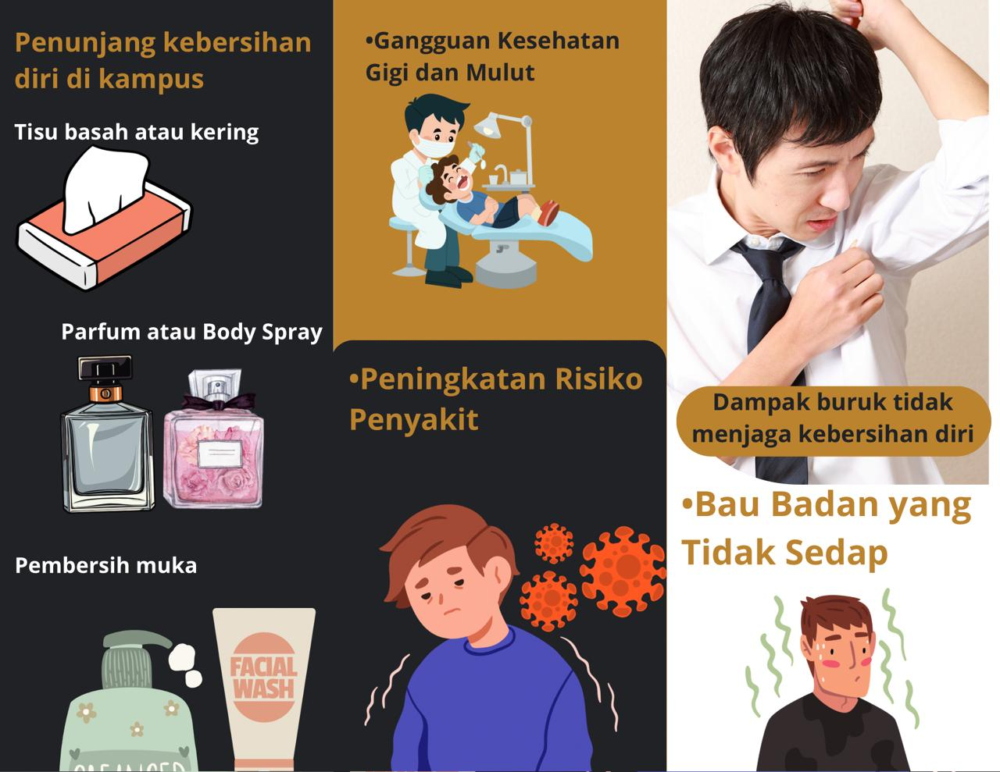 Penunjang kebersihan
diri di kampus
Tisu basah atau kering
Parfum atau Body Spray
Pembersih muka
FACIAL
WASH
•Gangguan Kesehatan
Gigi dan Mulut
•Peningkatan Risiko
Penyakit
Dampak buruk tidak
menjaga kebersihan diri
•Bau Badan yang
Tidak Sedap